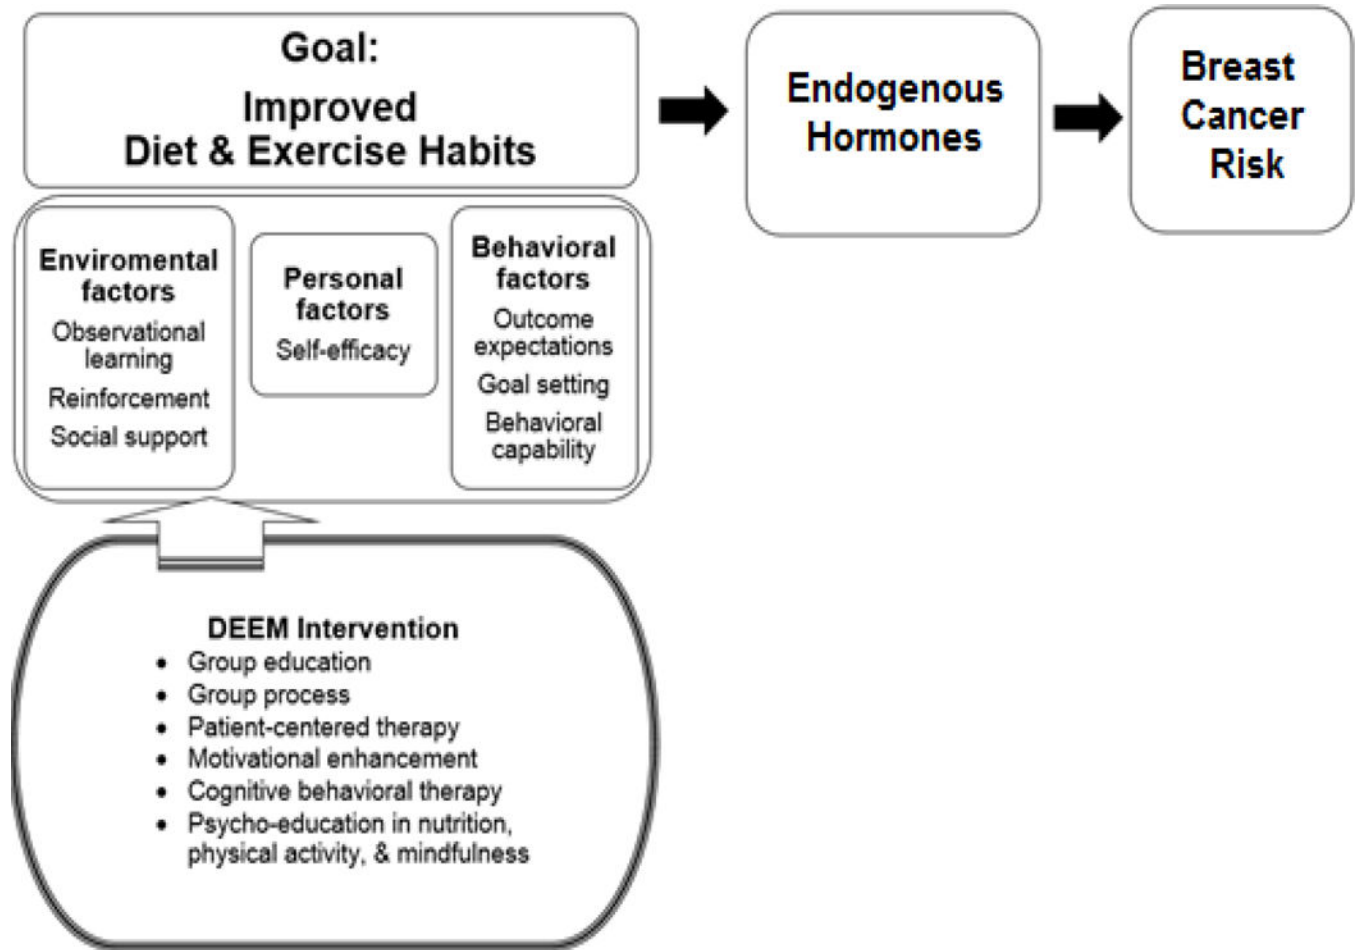 Goal:
Improved
Diet & Exercise Habits
Endogenous
Hormones
Breast
Cancer
Risk
Enviromental
factors
Observational
learning
Reinforcement
Social support
Personal
factors
Self-efficacy
Behavioral
factors
Outcome
expectations
Goal setting
Behavioral
capability
DEEM Intervention
• Group education
• Group process
• Patient-centered therapy
• Motivational enhancement
• Cognitive behavioral therapy
• Psycho-education in nutrition,
physical activity, & mindfulness